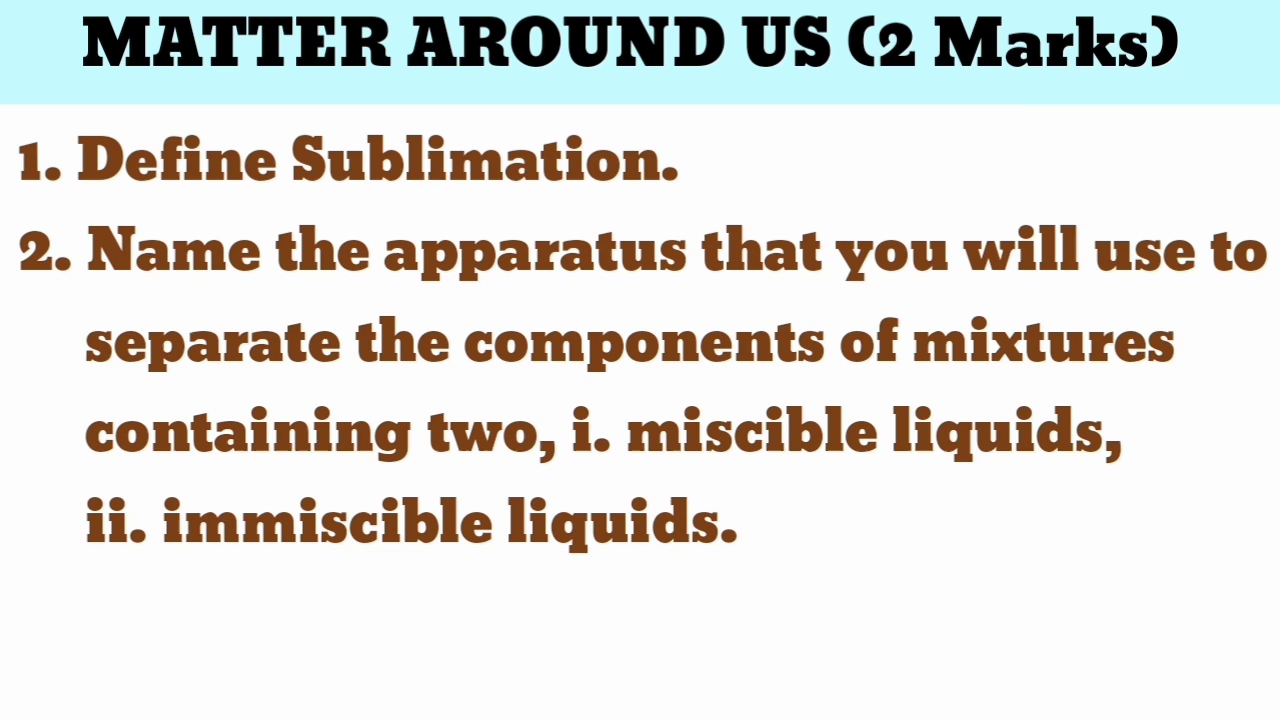 MATTER AROUND US (2 Marks)
1. Define Sublimation.
2. Name the apparatus that you will use to
separate the components of mixtures
containing two, i. miscible liquids,
ii. immiscible liquids.